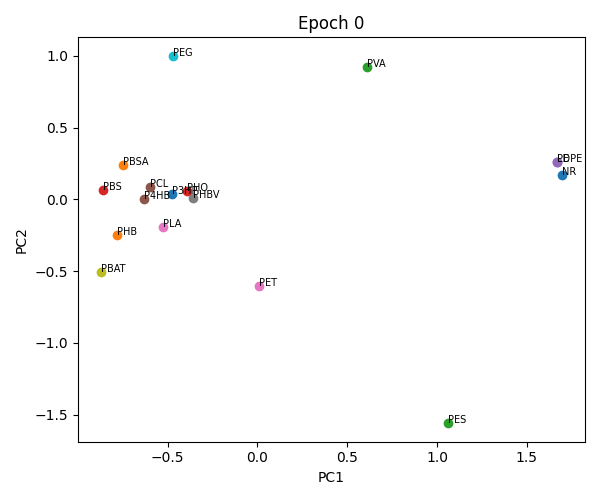 Epoch 0
PEG
PVA
PBSA
LDPE
NR
PCL
PBS
PHO
P4HB
PHBV
PLA
PHB
PBAT
PET
PES
1.0
0.5
0.0
−0.5
−1.0
−1.5
PC2
−0.5
0.0
0.5
1.0
1.5
PC1